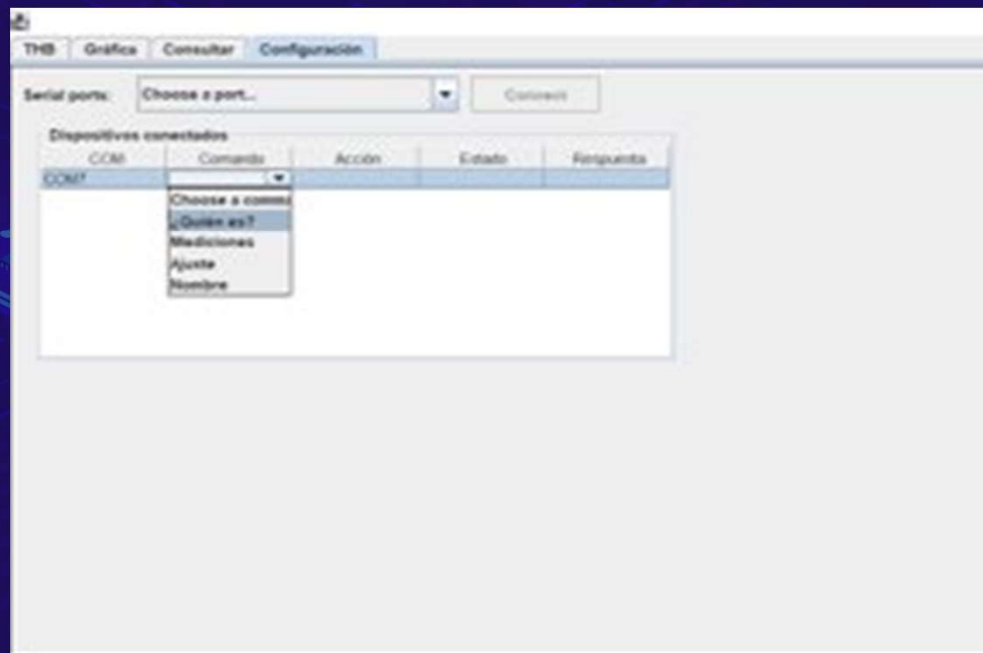 THB Gráfica Consultar Configuración
Serial ports: Choose a port... Connect
Dispositivos conectados
COM Comando Acción Estado Respuesta
COM7
Choose a comma
¿Quién es?
Mediciones
Ajuste
Nombre